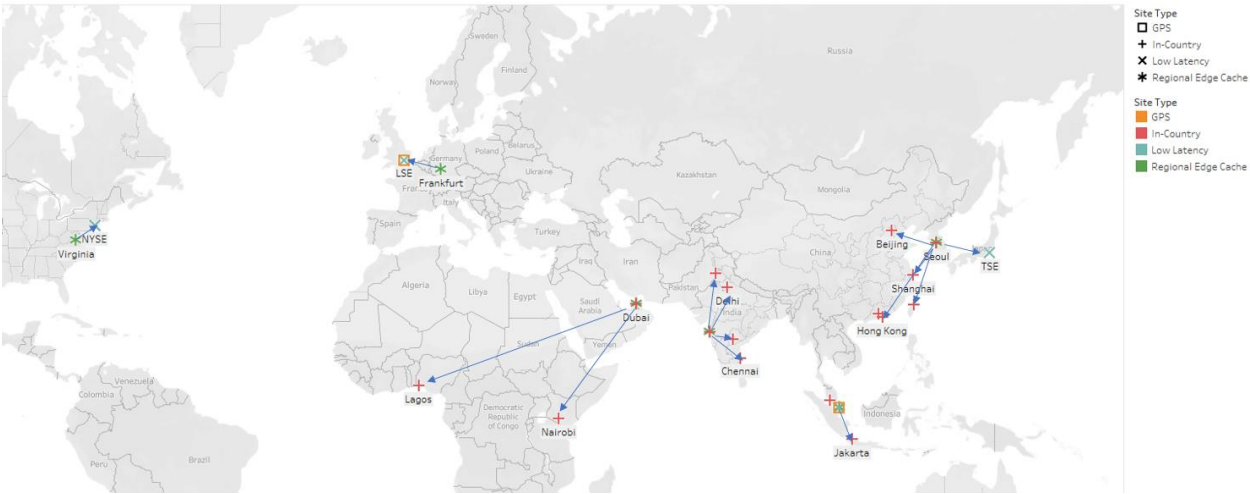 Site Type
GPS
In-Country
Low Latency
Regional Edge Cache
Site Type
GPS
In-Country
Low Latency
Regional Edge Cache
Sweden
Finland
Norway
Russia
LSE
Germany
Poland
Belarus
Frankfurt
Ukraine
Kazakhstan
Mongolia
Italy
Spain
Turkey
NYSE
Virginia
Beijing
Seoul
TSE
China
Iraq
Iran
Shanghai
Algeria
Libya
Egypt
Saudi
Arabia
Pakistan
Delhi
India
Dubai
Hong Kong
Sudan
Yemen
Chennai
Lagos
Venezuela
Colombia
Democratic
Republic
of Congo
Nairobi
Indonesia
Jakarta
Peru
Brazil